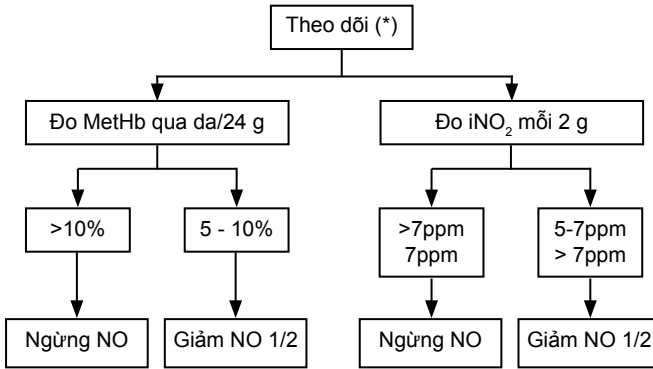 Theo dõi (*)
Đo MetHb qua da/24 g
Đo iNO₂ mỗi 2 g
>10%
5 - 10%
>7ppm
7ppm
5-7ppm
> 7ppm
Ngừng NO
Giảm NO 1/2
Ngừng NO
Giảm NO 1/2